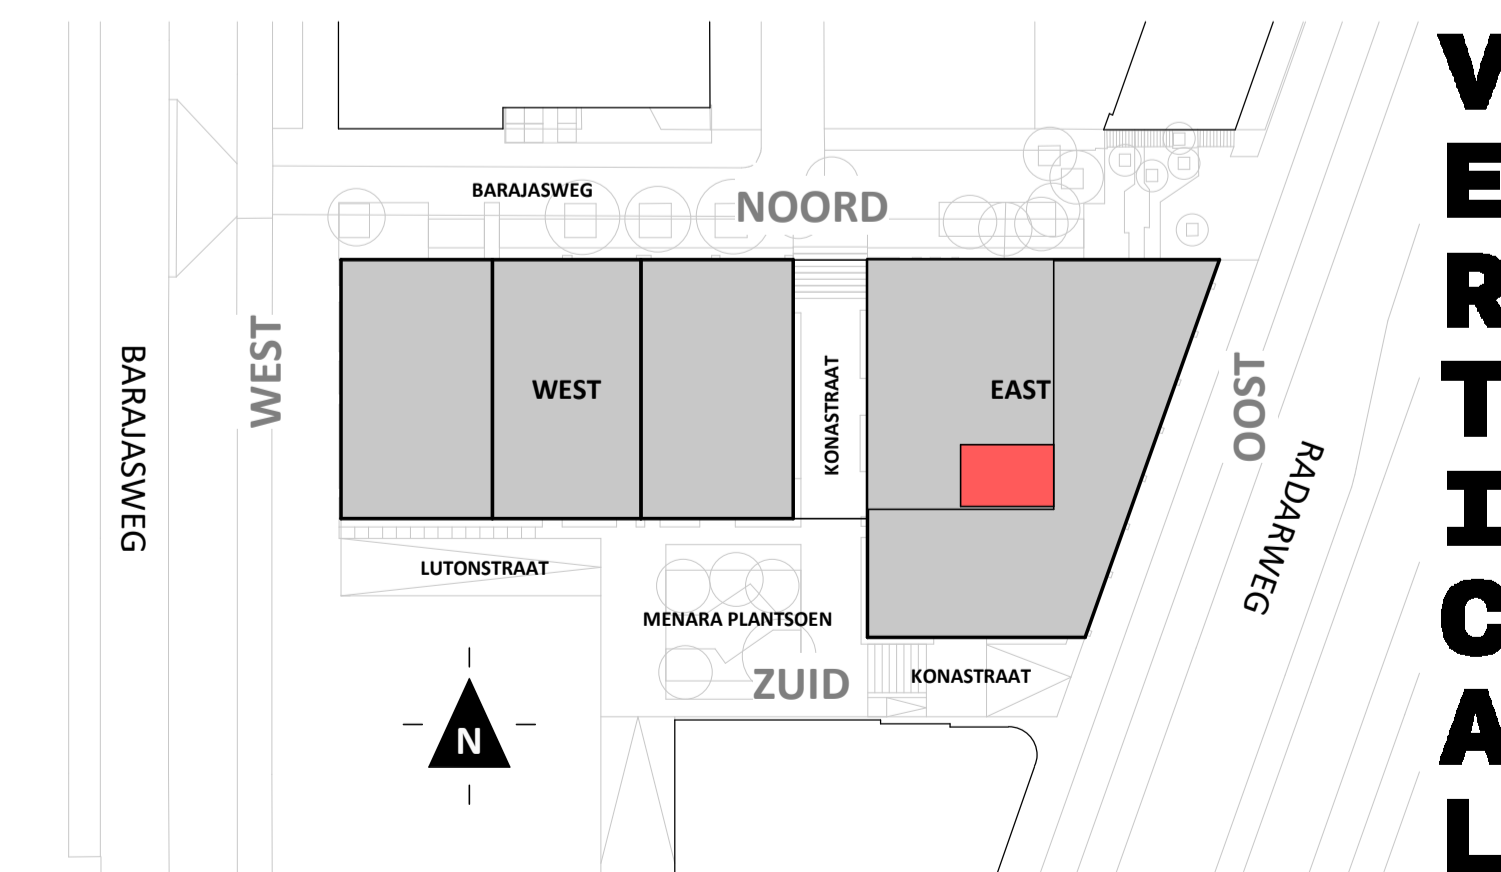 BARAJASWEG
NOORD
WEST
BARAJASWEG
WEST
KONASTRAAT
EAST
OOST
RADARWEG
LUTONSTRAAT
MENARA PLANTSOEN
ZUID
KONASTRAAT
N
VERTICAL